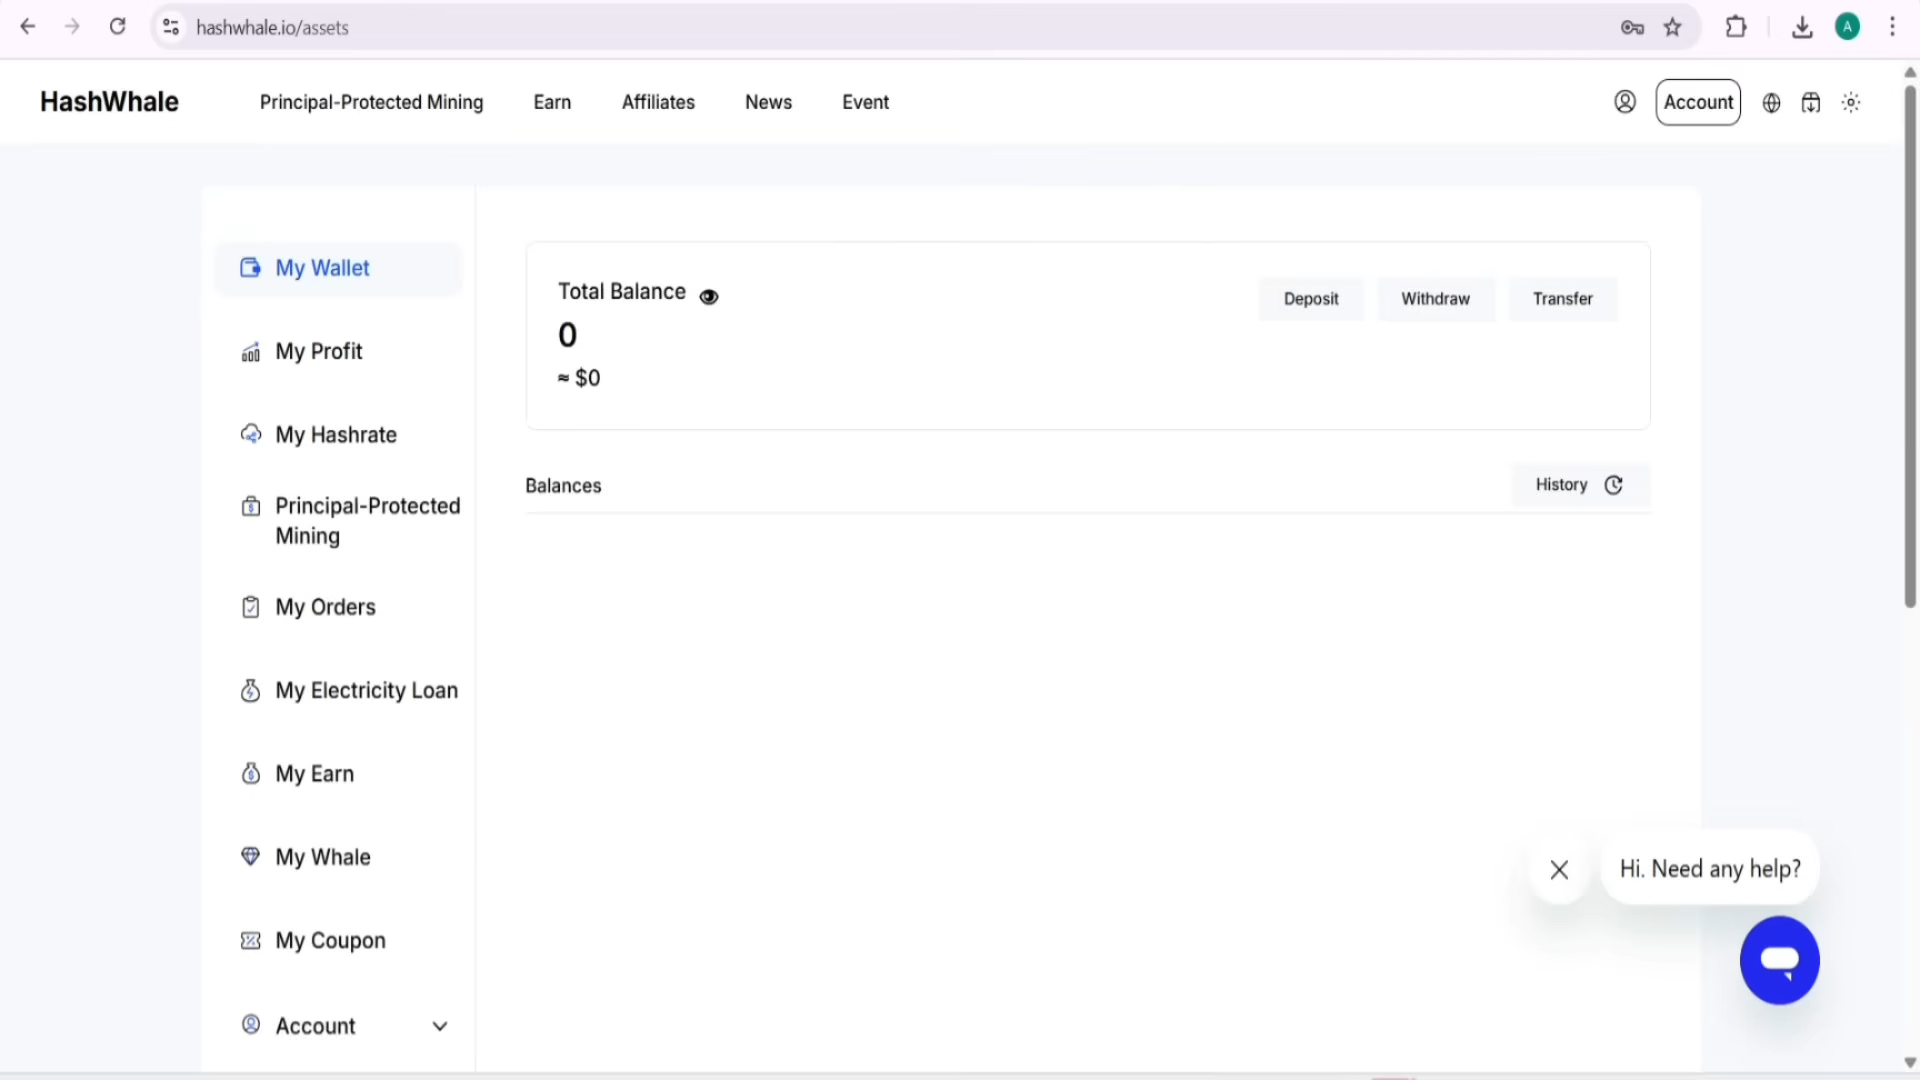 hashwhale.io/assets
A
HashWhale
Principal-Protected Mining
Earn
Affiliates
News
Event
Account
My Wallet
My Profit
My Hashrate
Principal-Protected
Mining
My Orders
My Electricity Loan
My Earn
My Whale
My Coupon
Account
Total Balance
0
≈ $0
Deposit
Withdraw
Transfer
Balances
History
Hi. Need any help?